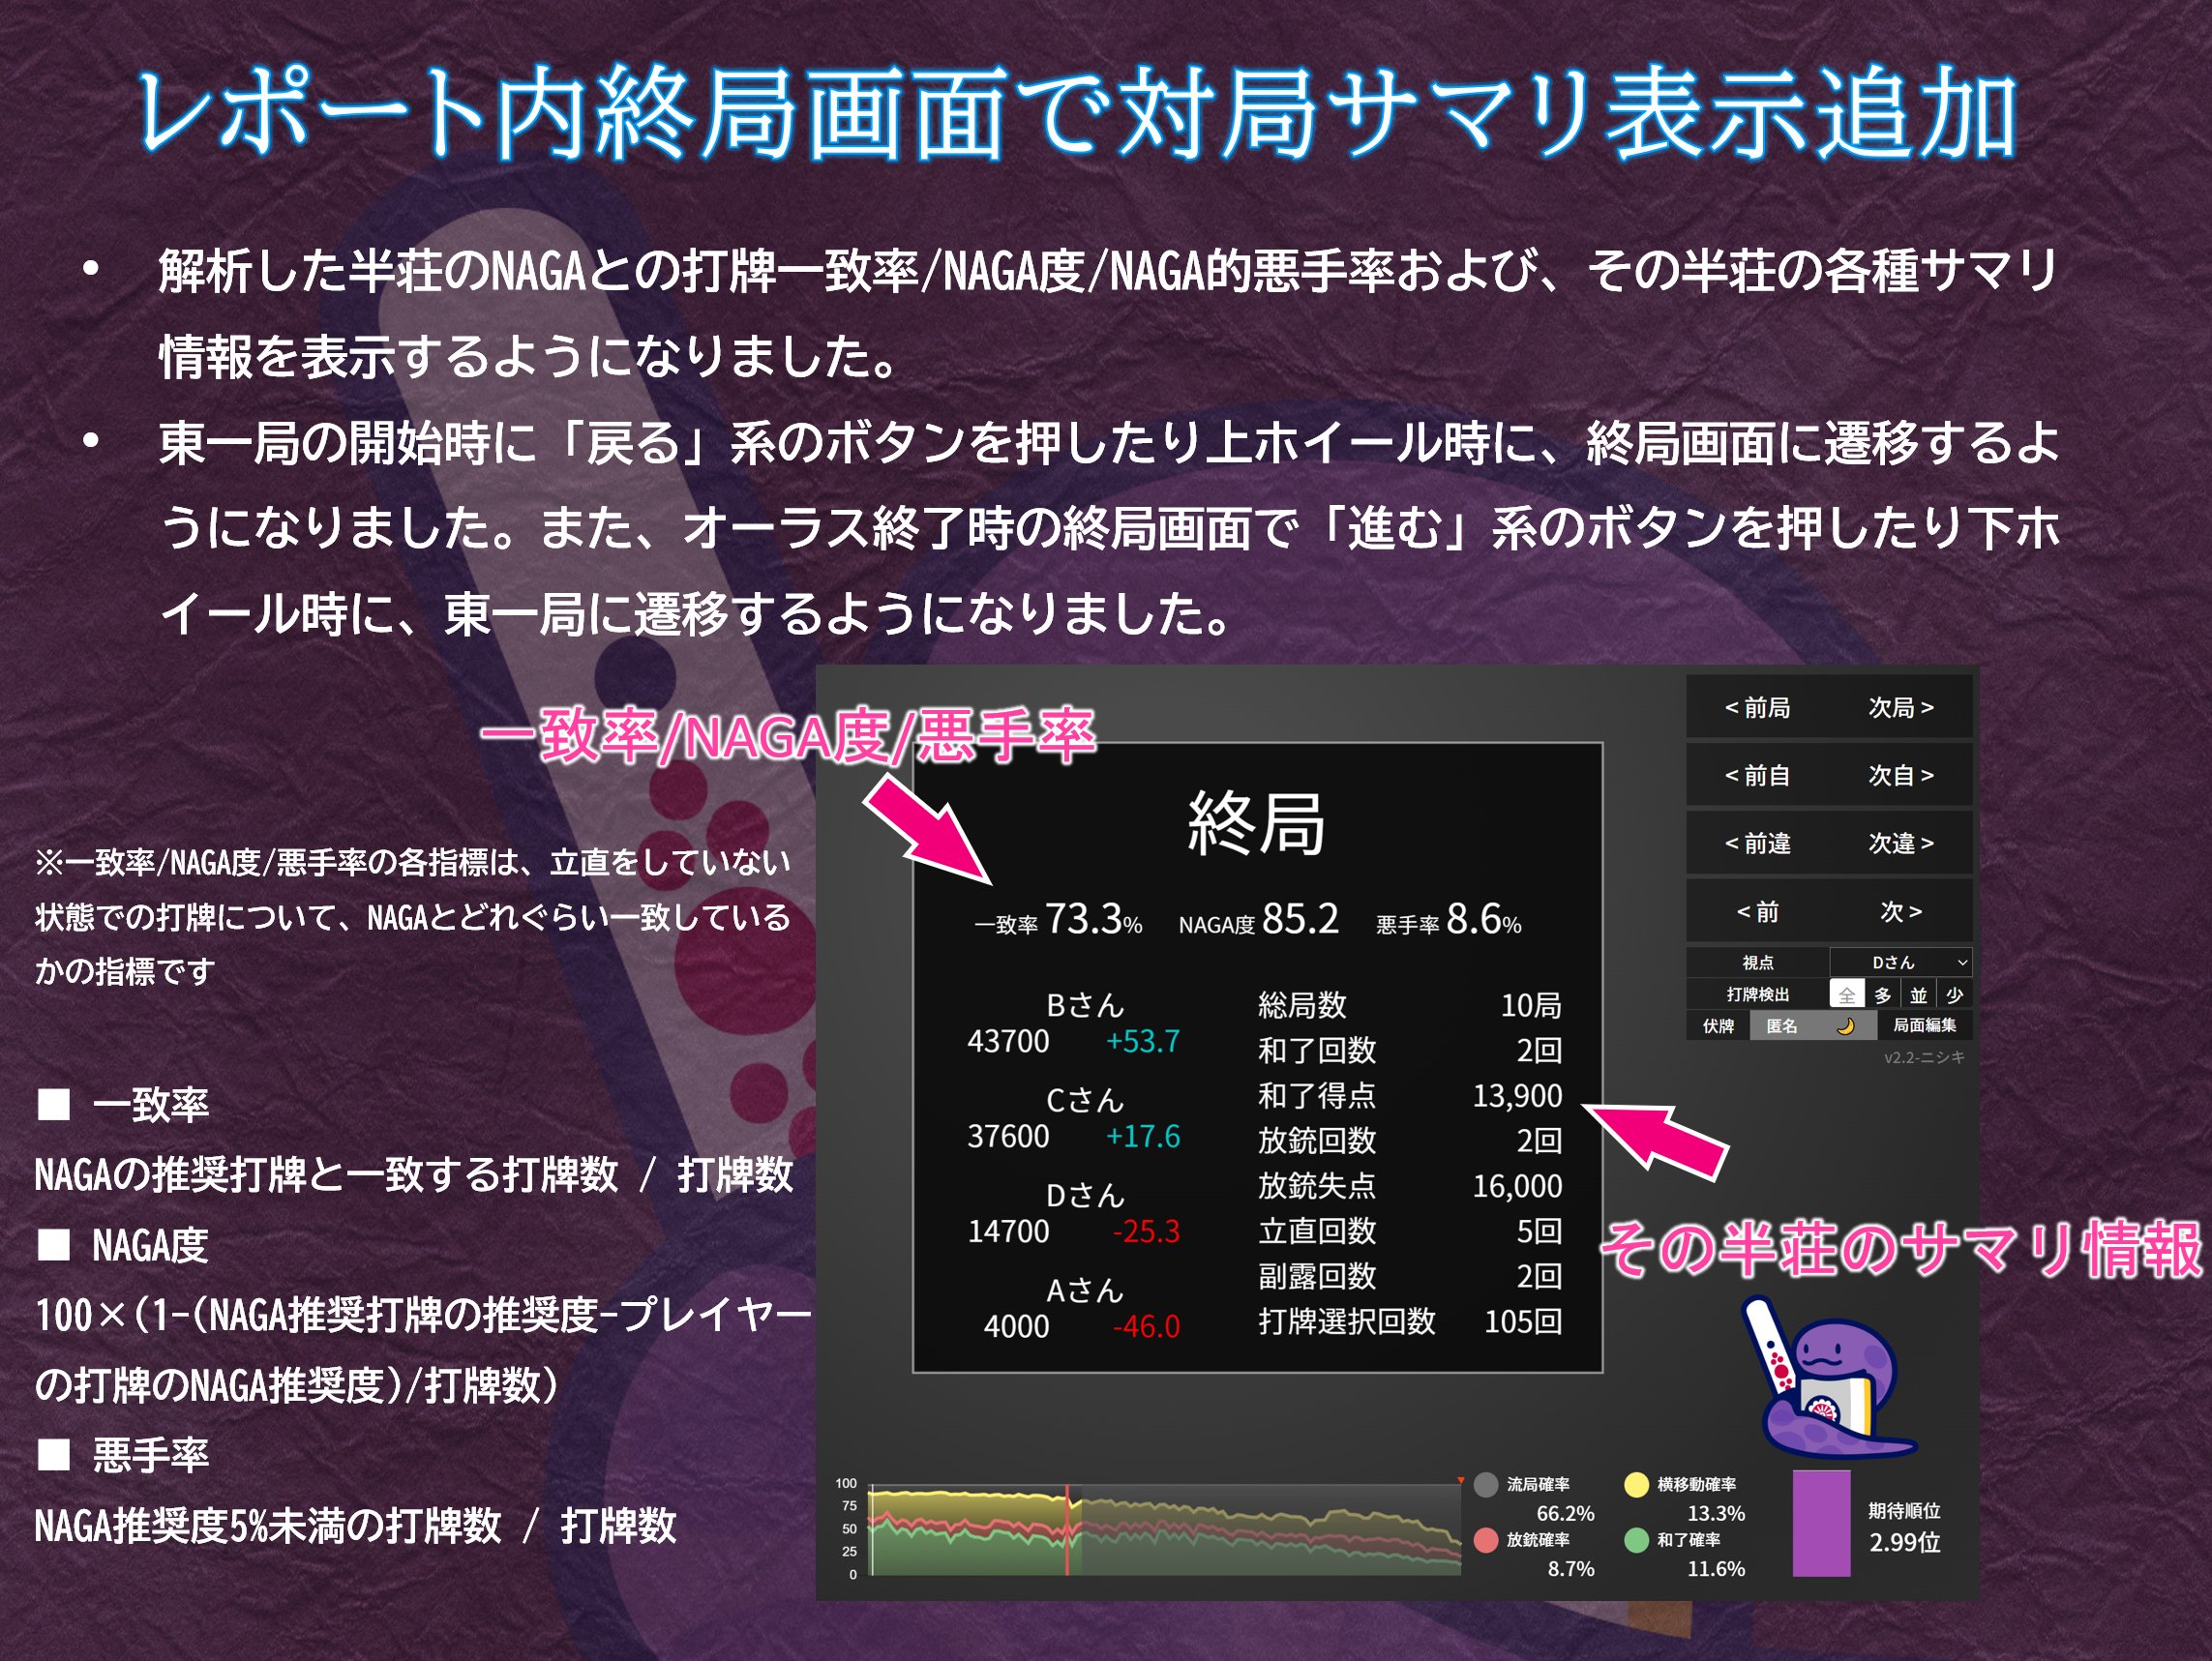 レポート内終局画面で対局サマリ表示追加
• 解析した半荘のNAGAとの打牌一致率/NAGA度/NAGA的悪手率および、その半荘の各種サマリ
情報を表示するようになりました。
• 東一局の開始時に「戻る」系のボタンを押したり上ホイール時に、終局画面に遷移するよ
うになりました。また、オーラス終了時の終局画面で「進む」系のボタンを押したり下ホ
イール時に、東一局に遷移するようになりました。
一致率/NAGA度/悪手率
※一致率/NAGA度/悪手率の各指標は、立直をしていない
状態での打牌について、NAGAとどれぐらい一致している
かの指標です
■ 一致率
NAGAの推奨打牌と一致する打牌数 / 打牌数
■ NAGA度
100×(1-(NAGA推奨打牌の推奨度-プレイヤー
の打牌のNAGA推奨度)/打牌数)
■ 悪手率
NAGA推奨度5%未満の打牌数 / 打牌数
終局
一致率 73.3% NAGA度 85.2 悪手率 8.6%
Bさん
43700 +53.7
Cさん
37600 +17.6
Dさん
14700 -25.3
Aさん
4000 -46.0
総局数 10局
和了回数 2回
和了得点 13,900
放銃回数 2回
放銃失点 16,000
立直回数 5回
副露回数 2回
打牌選択回数 105回
< 前局 次局 >
< 前自 次自 >
< 前違 次違 >
< 前 次 >
視点 Dさん
打牌検出 全 多 並 少
伏牌 匿名 局面編集
v2.2-ニシキ
その半荘のサマリ情報
100
75
50
25
0
流局確率 66.2%
横移動確率 13.3%
放銃確率 8.7%
和了確率 11.6%
期待順位
2.99位